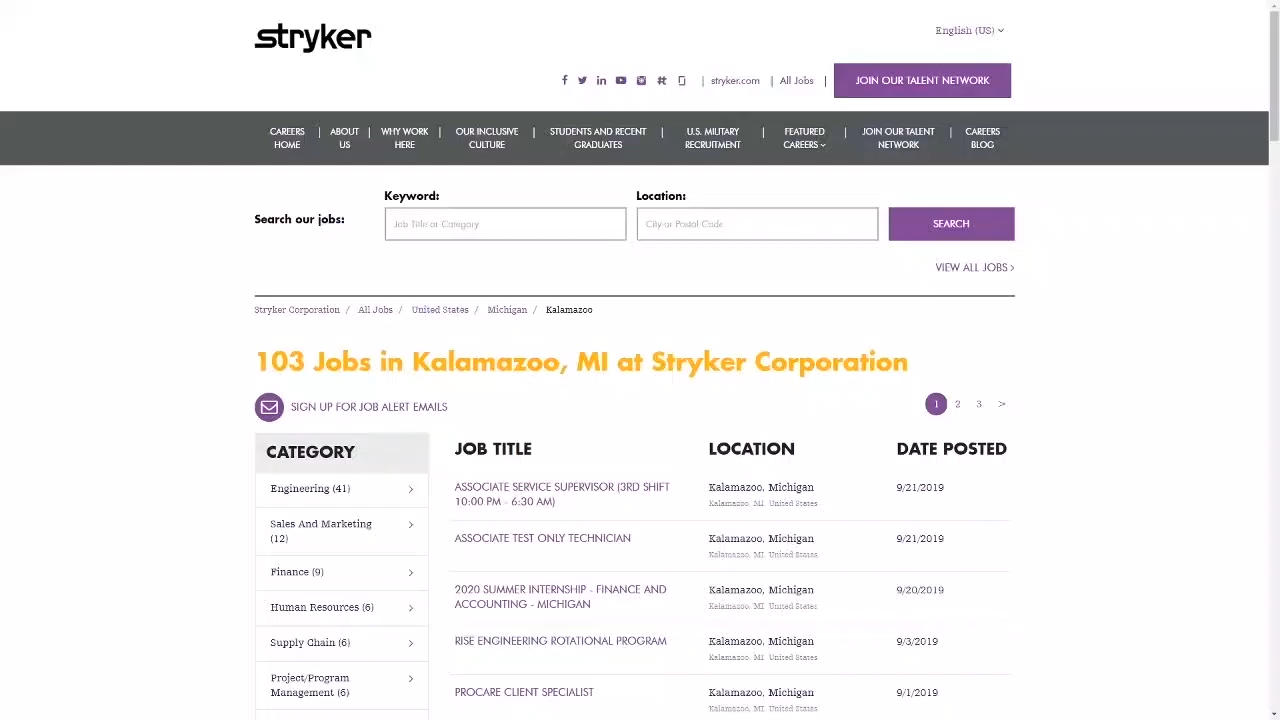 stryker
English (US)
| stryker.com | All Jobs | JOIN OUR TALENT NETWORK
CAREERS HOME | ABOUT US | WHY WORK HERE | OUR INCLUSIVE CULTURE | STUDENTS AND RECENT GRADUATES | U.S. MILITARY RECRUITMENT | FEATURED CAREERS | JOIN OUR TALENT NETWORK | CAREERS BLOG
Search our jobs:
Keyword:
Job Title or Category
Location:
City or Postal Code
SEARCH
VIEW ALL JOBS >
Stryker Corporation / All Jobs / United States / Michigan / Kalamazoo
103 Jobs in Kalamazoo, MI at Stryker Corporation
SIGN UP FOR JOB ALERT EMAILS
1 2 3 >
CATEGORY
Engineering (41)
Sales And Marketing
(12)
Finance (9)
Human Resources (6)
Supply Chain (6)
Project/Program
Management (6)
JOB TITLE LOCATION DATE POSTED
ASSOCIATE SERVICE SUPERVISOR (3RD SHIFT
10:00 PM - 6:30 AM)
Kalamazoo, Michigan
Kalamazoo, MI United States
9/21/2019
ASSOCIATE TEST ONLY TECHNICIAN
Kalamazoo, Michigan
Kalamazoo, MI United States
9/21/2019
2020 SUMMER INTERNSHIP - FINANCE AND
ACCOUNTING - MICHIGAN
Kalamazoo, Michigan
Kalamazoo, MI United States
9/20/2019
RISE ENGINEERING ROTATIONAL PROGRAM
Kalamazoo, Michigan
Kalamazoo, MI United States
9/3/2019
PROCARE CLIENT SPECIALIST
Kalamazoo, Michigan
Kalamazoo, MI United States
9/1/2019